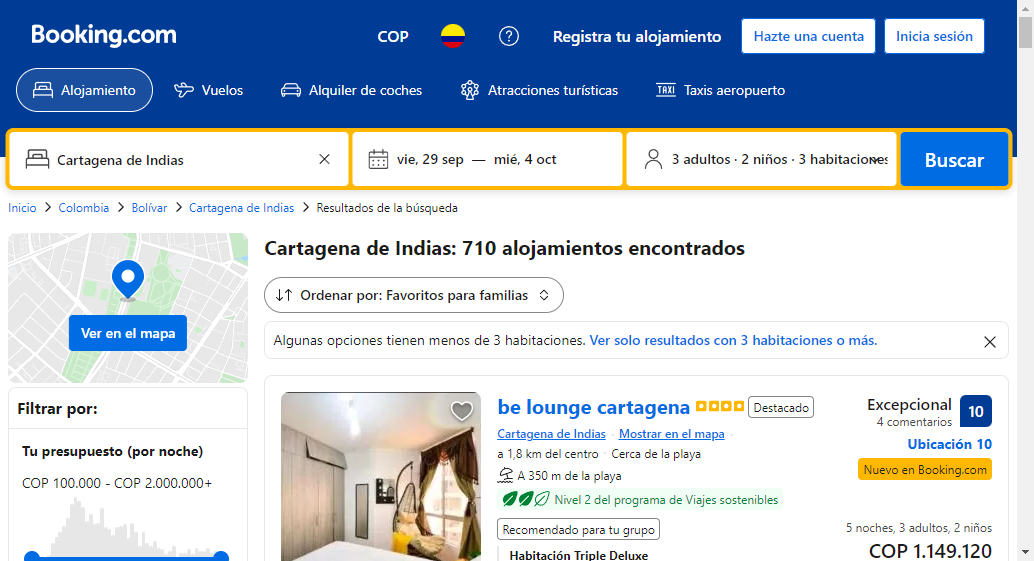 Booking.com
COP
Registra tu alojamiento
Hazte una cuenta
Inicia sesión
Alojamiento
Vuelos
Alquiler de coches
Atracciones turísticas
TAXI
Taxis aeropuerto
Cartagena de Indias
vie, 29 sep — mié, 4 oct
3 adultos · 2 niños · 3 habitaciones
Buscar
Inicio
Colombia
Bolívar
Cartagena de Indias
Resultados de la búsqueda
Ver en el mapa
Cartagena de Indias: 710 alojamientos encontrados
Ordenar por: Favoritos para familias
Algunas opciones tienen menos de 3 habitaciones. Ver solo resultados con 3 habitaciones o más.
Filtrar por:
Tu presupuesto (por noche)
COP 100.000 - COP 2.000.000+
be lounge cartagena
Destacado
Cartagena de Indias · Mostrar en el mapa ·
a 1,8 km del centro · Cerca de la playa
A 350 m de la playa
Nivel 2 del programa de Viajes sostenibles
Recomendado para tu grupo
Habitación Triple Deluxe
Excepcional
4 comentarios
10
Ubicación 10
Nuevo en Booking.com
5 noches, 3 adultos, 2 niños
COP 1.149.120